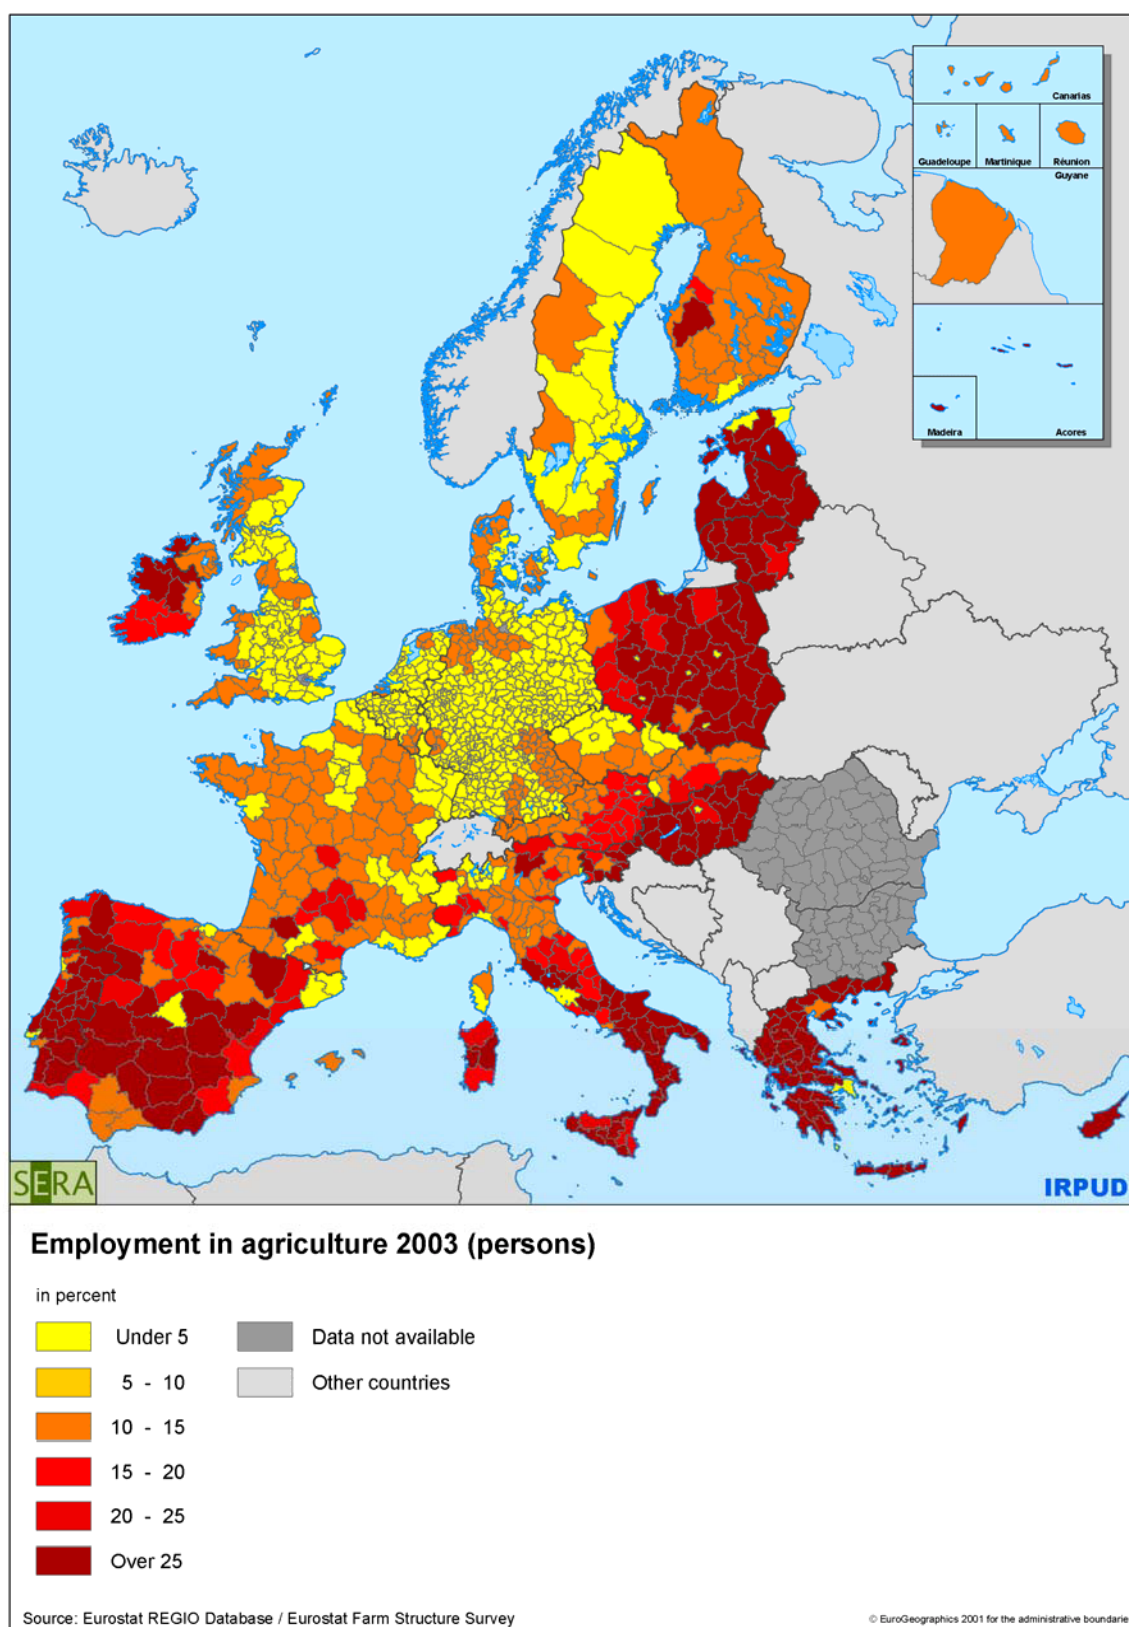 Canarias
Guadeloupe Martinique Réunion
Guyane
Madeira Acores
SERA
IRPUD
Employment in agriculture 2003 (persons)
in percent
Under 5 Data not available
5 - 10 Other countries
10 - 15
15 - 20
20 - 25
Over 25
Source: Eurostat REGIO Database / Eurostat Farm Structure Survey
© EuroGeographics 2001 for the administrative boundarie